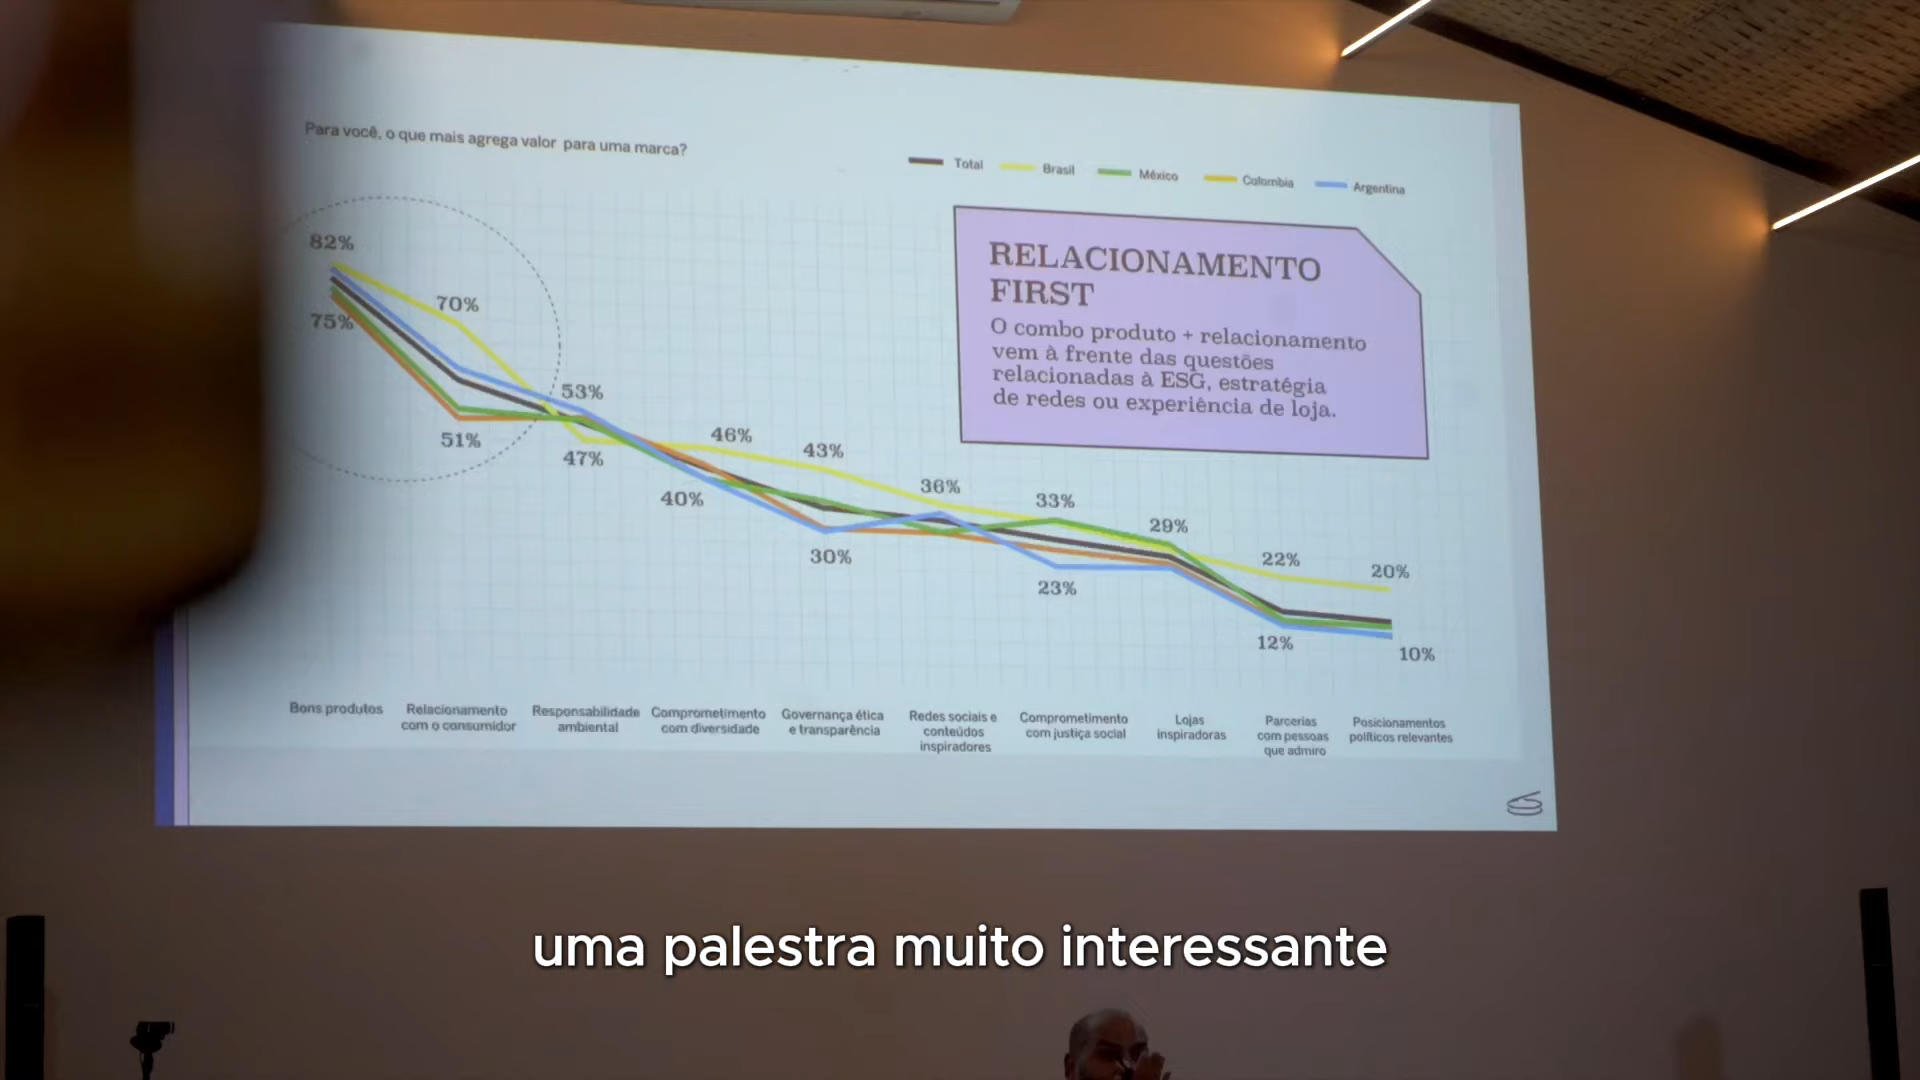 Para você, o que mais agrega valor para uma marca?
Total Brasil México Colombia Argentina
RELACIONAMENTO
FIRST
O combo produto + relacionamento
vem à frente das questões
relacionadas à ESG, estratégia
de redes ou experiência de loja.
82%
75%
70%
51%
53%
47%
46%
40%
43%
30%
36%
33%
23%
29%
22%
12%
20%
10%
Bons produtos
Relacionamento
com o consumidor
Responsabilidade
ambiental
Comprometimento
com diversidade
Governança ética
e transparência
Redes sociais e
conteúdos
inspiradores
Comprometimento
com justiça social
Lojas
inspiradoras
Parcerias
com pessoas
que admiro
Posicionamentos
políticos relevantes
uma palestra muito interessante